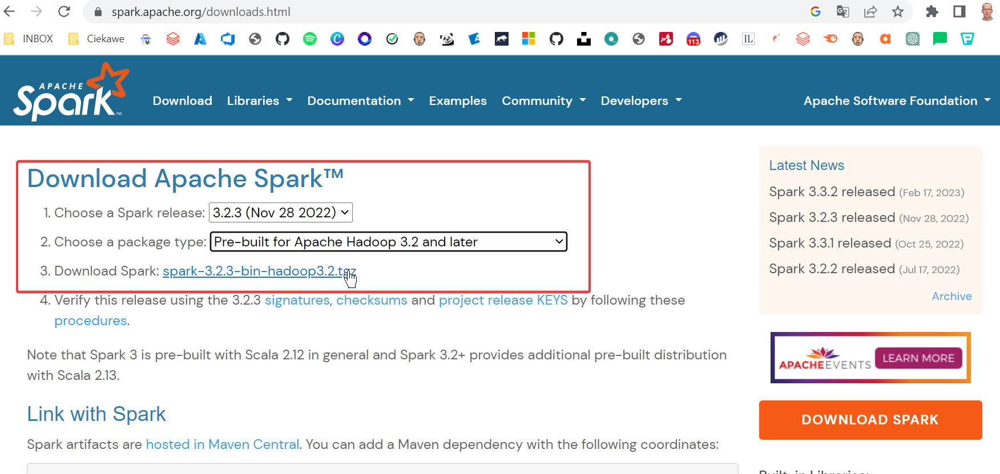 spark.apache.org/downloads.html
INBOX
Ciekawe
113
IL
APACHE
Spark™
Download
Libraries
Documentation
Examples
Community
Developers
Apache Software Foundation
Download Apache Spark™
1. Choose a Spark release: 3.2.3 (Nov 28 2022)
2. Choose a package type: Pre-built for Apache Hadoop 3.2 and later
3. Download Spark: spark-3.2.3-bin-hadoop3.2.tgz
4. Verify this release using the 3.2.3 signatures, checksums and project release KEYS by following these
procedures.
Note that Spark 3 is pre-built with Scala 2.12 in general and Spark 3.2+ provides additional pre-built distribution
with Scala 2.13.
Link with Spark
Spark artifacts are hosted in Maven Central. You can add a Maven dependency with the following coordinates:
Latest News
Spark 3.3.2 released (Feb 17, 2023)
Spark 3.2.3 released (Nov 28, 2022)
Spark 3.3.1 released (Oct 25, 2022)
Spark 3.2.2 released (Jul 17, 2022)
Archive
APACHEEVENTS
LEARN MORE
DOWNLOAD SPARK
Built-in Libraries: